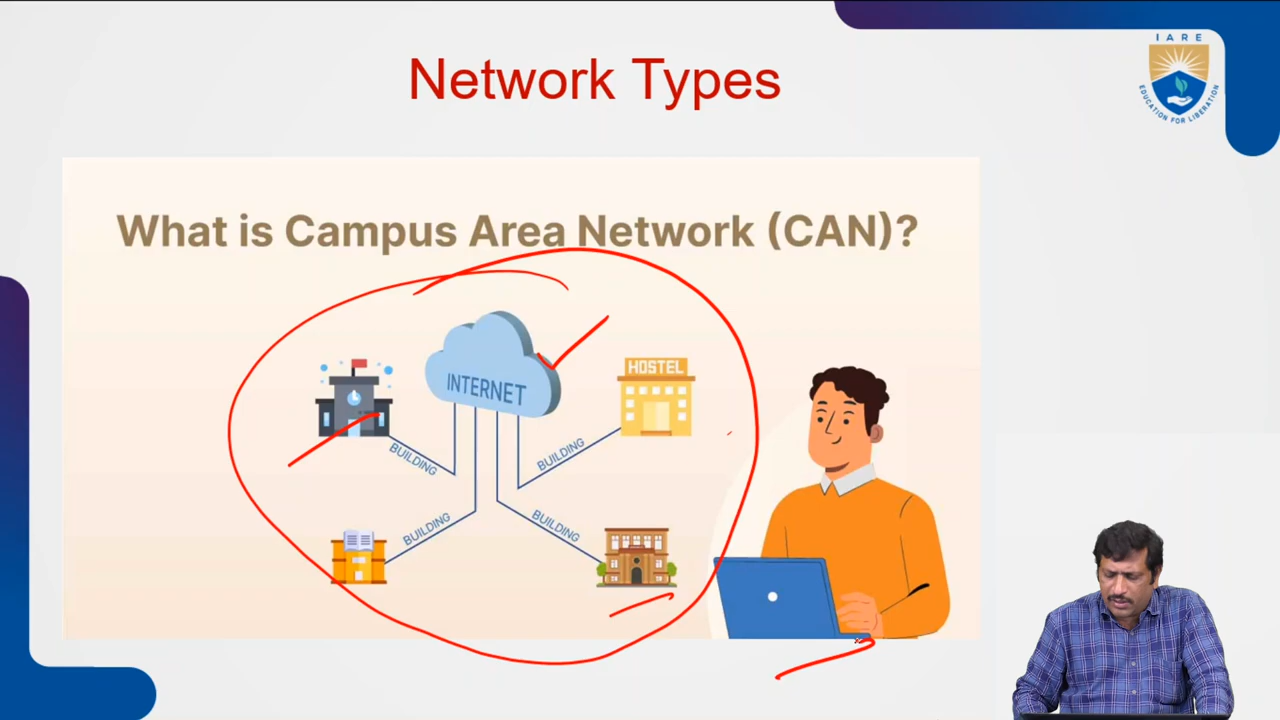 Network Types
IARE
EDUCATION FOR LIBERATION
What is Campus Area Network (CAN)?
INTERNET
HOSTEL
BUILDING
BUILDING
BUILDING
BUILDING